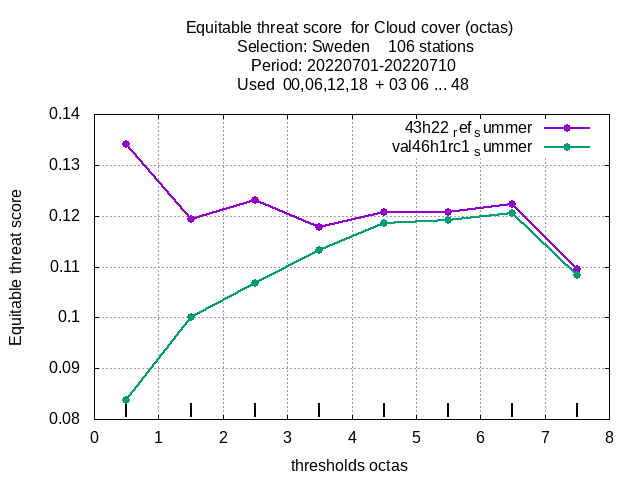 Equitable threat score  for Cloud cover (octas)
Selection: Sweden    106 stations
Period: 20220701-20220710
Used  00,06,12,18  + 03 06 ... 48
43h22_ref_summer
val46h1rc1_summer
Equitable threat score
0.14
0.13
0.12
0.11
0.1
0.09
0.08
0 1 2 3 4 5 6 7 8
thresholds octas